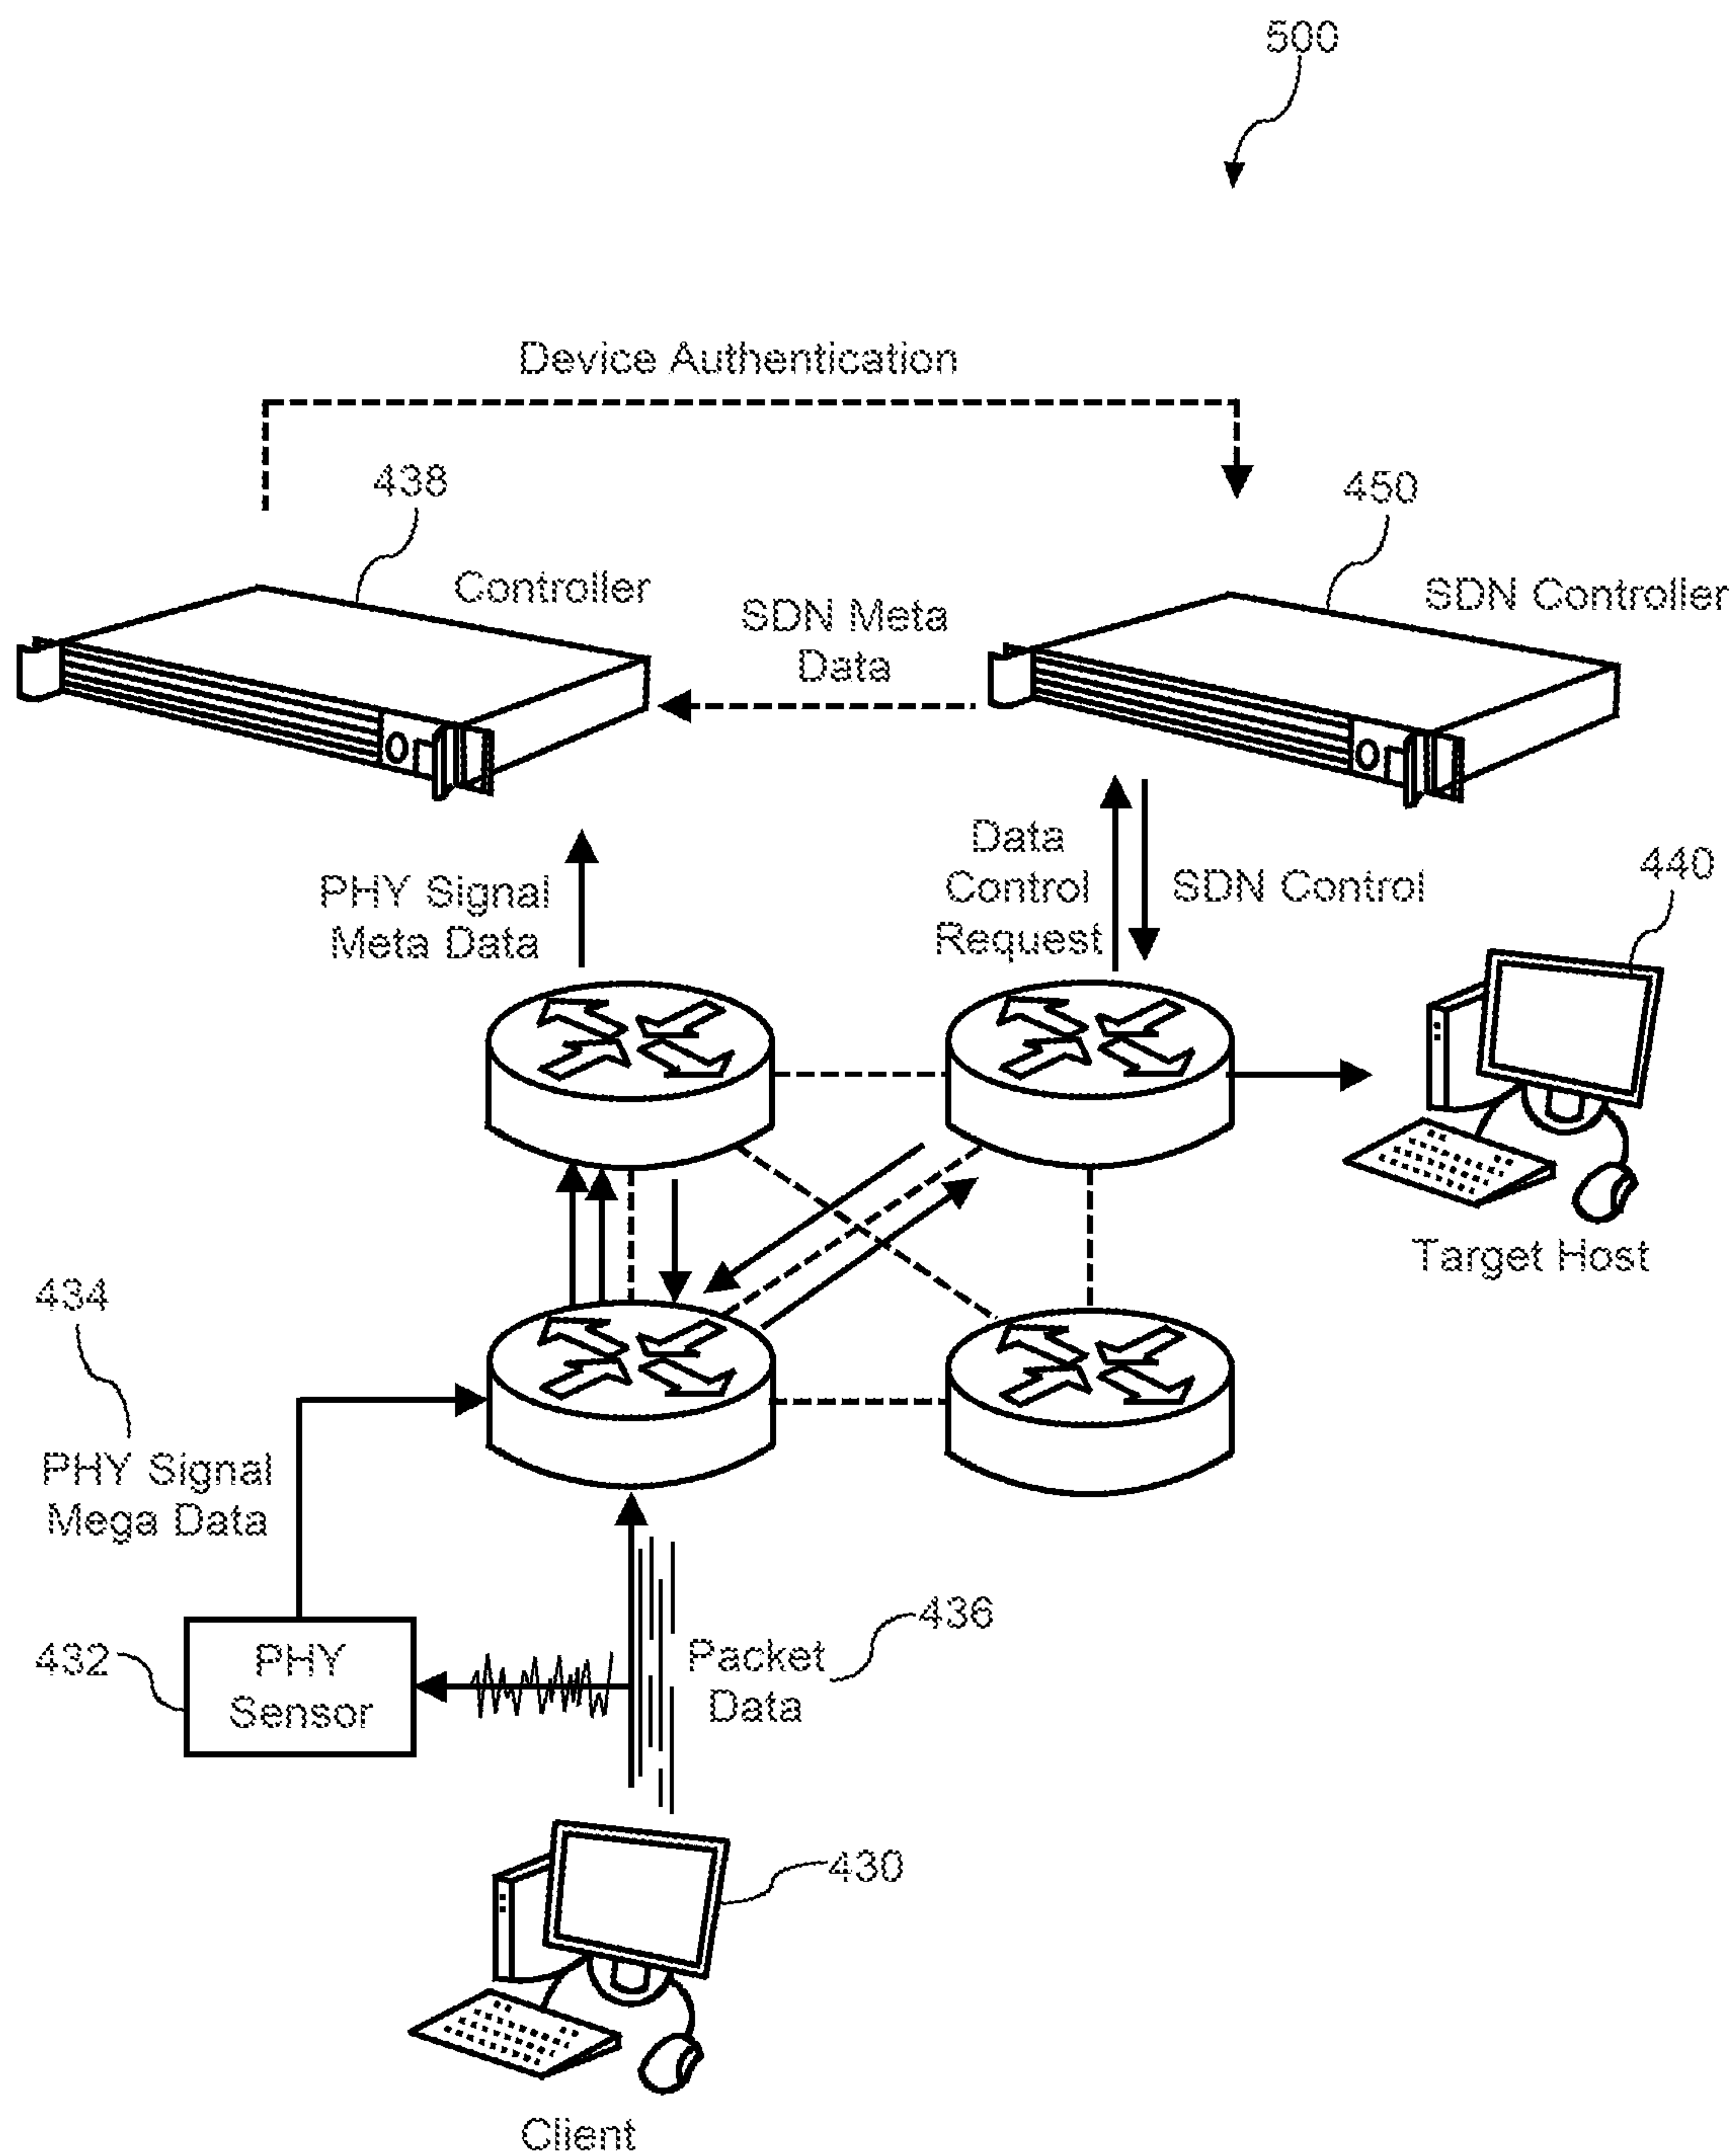 500
Device Authentication
438
450
Controller
SDN Controller
SDN Meta
Data
Data
Control
Request
SDN Control
PHY Signal
Meta Data
440
Target Host
434
PHY Signal
Mega Data
436
432
PHY
Sensor
Packet
Data
430
Client